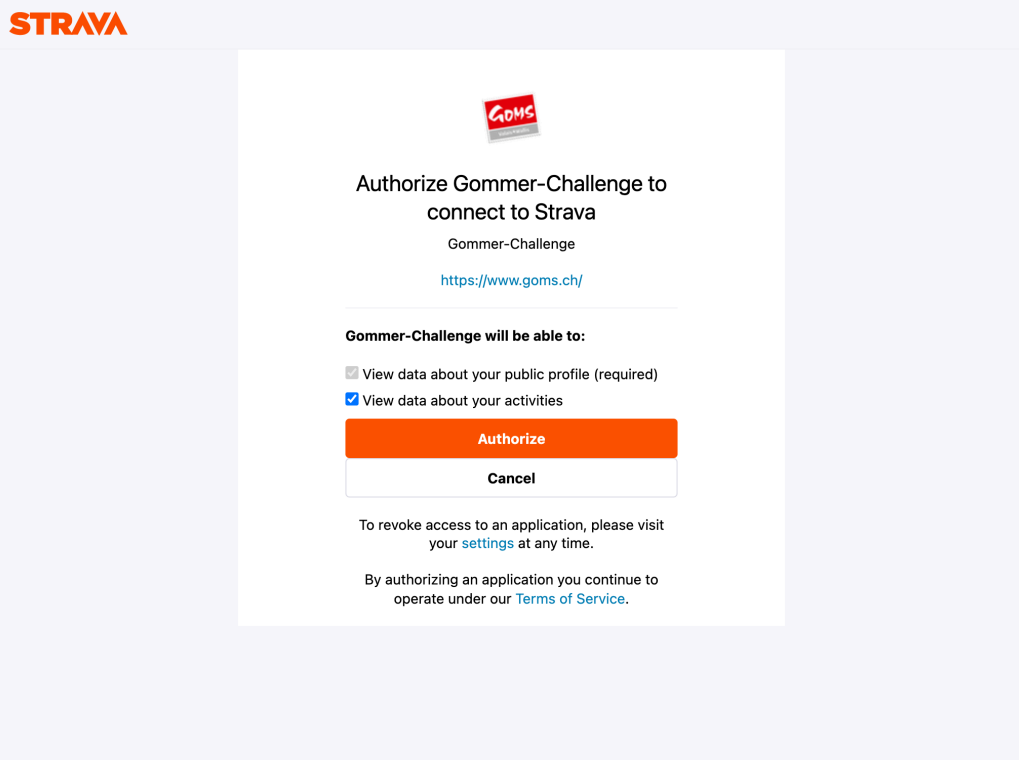 STRAVA
GOMS
Authorize Gommer-Challenge to
connect to Strava
Gommer-Challenge
https://www.goms.ch/
Gommer-Challenge will be able to:
View data about your public profile (required)
View data about your activities
Authorize
Cancel
To revoke access to an application, please visit
your settings at any time.
By authorizing an application you continue to
operate under our Terms of Service.